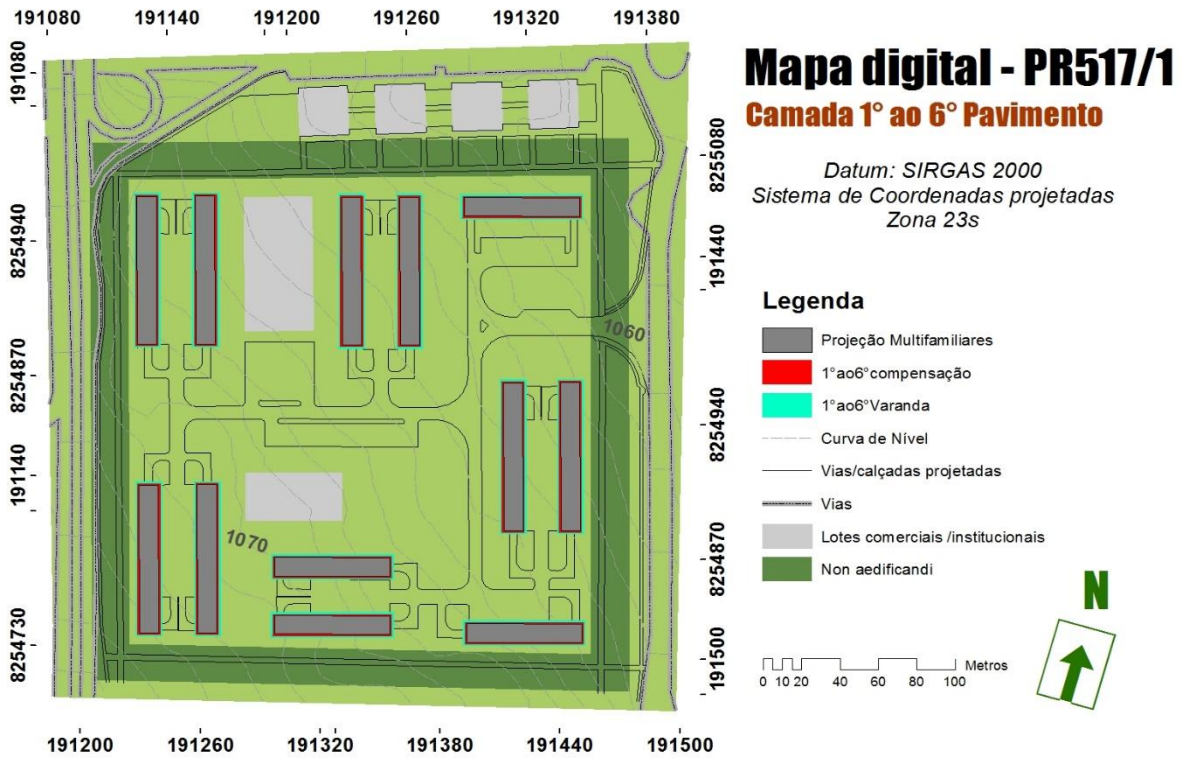 191080 191140 191200 191260 191320 191380
191080
8254940
8254870
191140
8254730
8255080
191440
8254940
8254870
191500
1060
1070
191200 191260 191320 191380 191440 191500
Mapa digital - PR517/1
Camada 1° ao 6° Pavimento
Datum: SIRGAS 2000
Sistema de Coordenadas projetadas
Zona 23s
Legenda
Projeção Multifamiliares
1°ao6°compensação
1°ao6°Varanda
Curva de Nível
Vias/calçadas projetadas
Vias
Lotes comerciais /institucionais
Non aedificandi
N
Metros
0 10 20 40 60 80 100